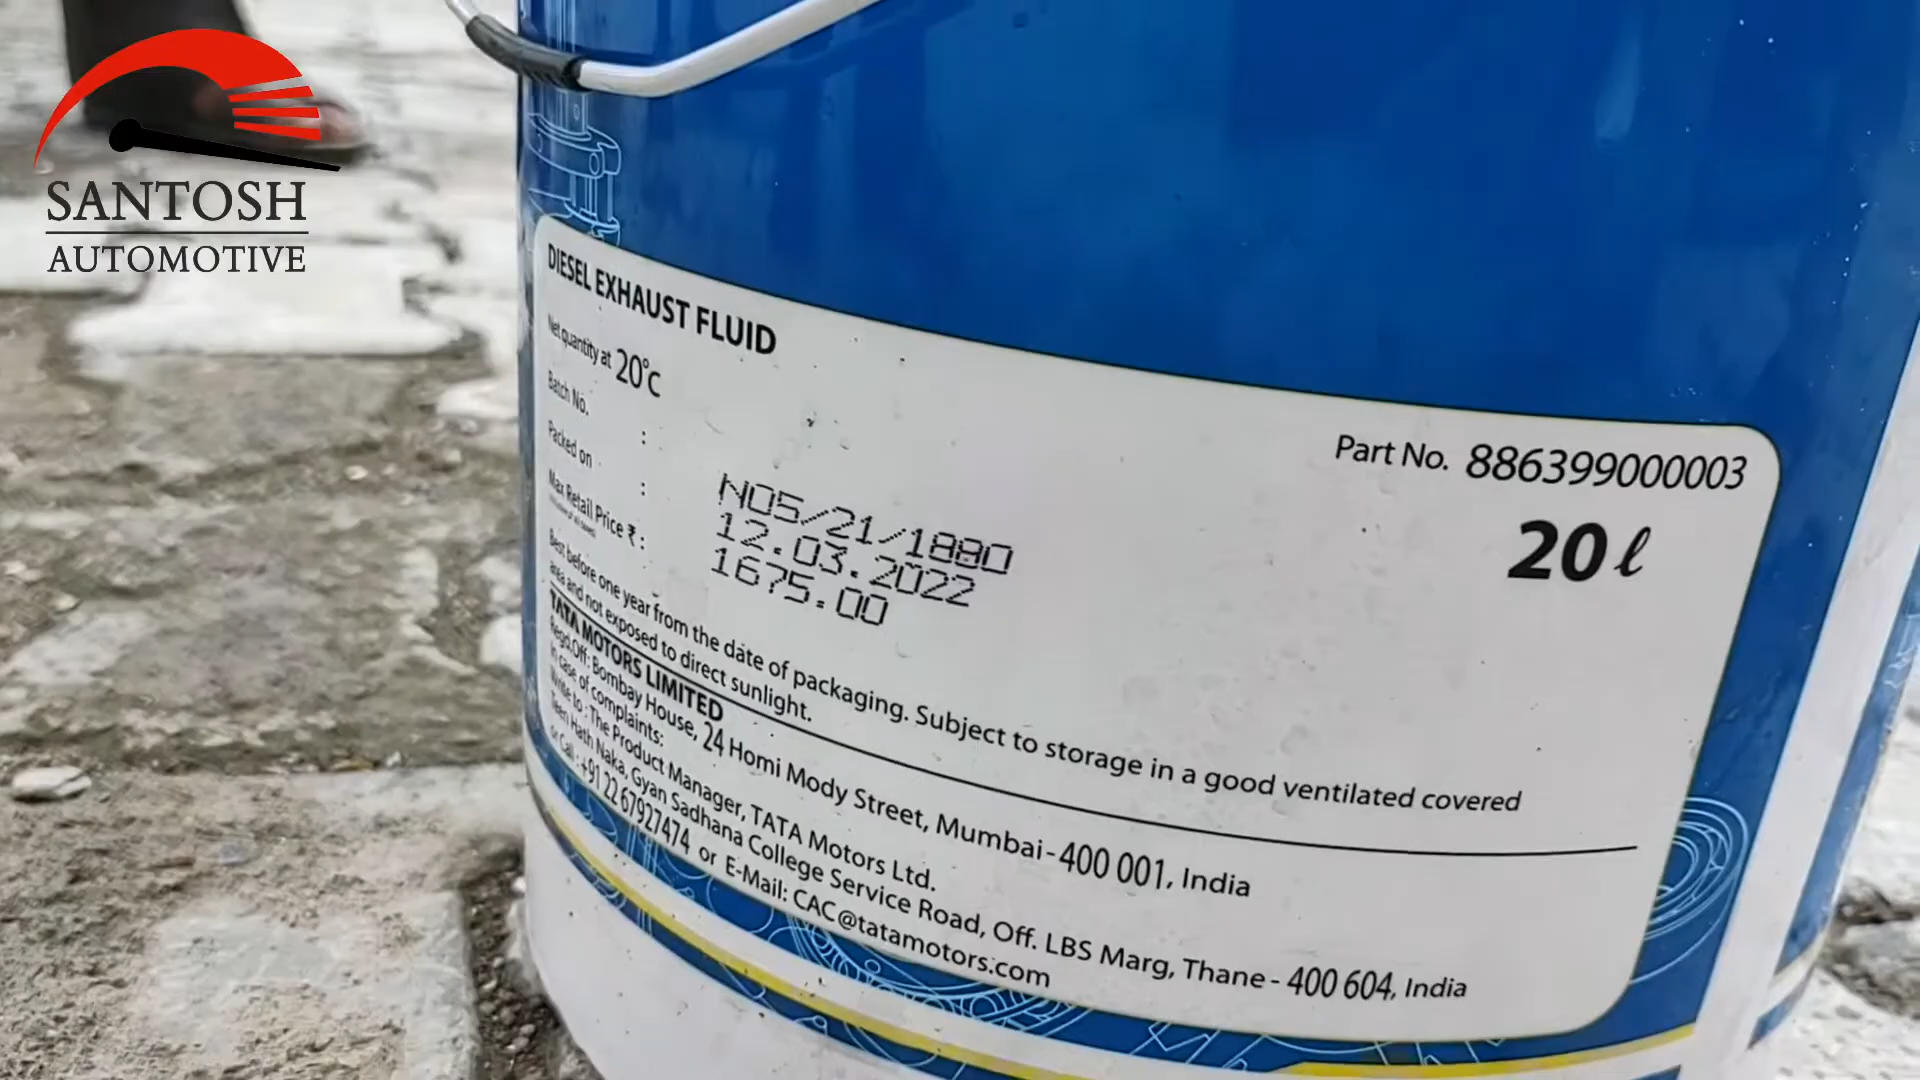 SANTOSH
AUTOMOTIVE
DIESEL EXHAUST FLUID
Net quantity at 20°C
Part No. 886399000003
20 ℓ
Batch No. : N05/21/1880
Packed on : 12.03.2022
Max Retail Price ₹ : 1675.00
Best before one year from the date of packaging. Subject to storage in a good ventilated covered
area and not exposed to direct sunlight.
TATA MOTORS LIMITED
Regd.Off: Bombay House, 24 Homi Mody Street, Mumbai - 400 001, India
In case of complaints:
Write to : The Product Manager, TATA Motors Ltd.
Teen Hath Naka, Gyan Sadhana College Service Road, Off. LBS Marg, Thane - 400 604, India
or Call : +91 22 67927474 or E-Mail: CAC@tatamotors.com